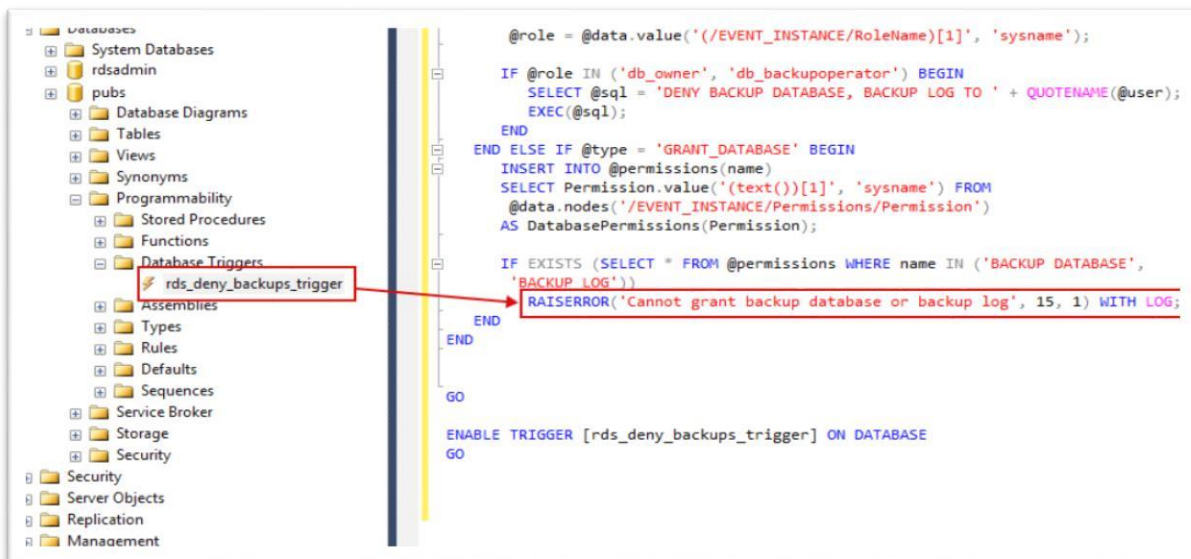 Databases
System Databases
rdsadmin
pubs
Database Diagrams
Tables
Views
Synonyms
Programmability
Stored Procedures
Functions
Database Triggers
rds_deny_backups_trigger
Assemblies
Types
Rules
Defaults
Sequences
Service Broker
Storage
Security
Security
Server Objects
Replication
Management
@role = @data.value('(/EVENT_INSTANCE/RoleName)[1]', 'sysname');
IF @role IN ('db_owner', 'db_backupoperator') BEGIN
SELECT @sql = 'DENY BACKUP DATABASE, BACKUP LOG TO ' + QUOTENAME(@user);
EXEC(@sql);
END
END ELSE IF @type = 'GRANT_DATABASE' BEGIN
INSERT INTO @permissions(name)
SELECT Permission.value('(text())[1]', 'sysname') FROM
@data.nodes('/EVENT_INSTANCE/Permissions/Permission')
AS DatabasePermissions(Permission);
IF EXISTS (SELECT * FROM @permissions WHERE name IN ('BACKUP DATABASE',
'BACKUP LOG'))
RAISERROR('Cannot grant backup database or backup log', 15, 1) WITH LOG;
END
END
GO
ENABLE TRIGGER [rds_deny_backups_trigger] ON DATABASE
GO